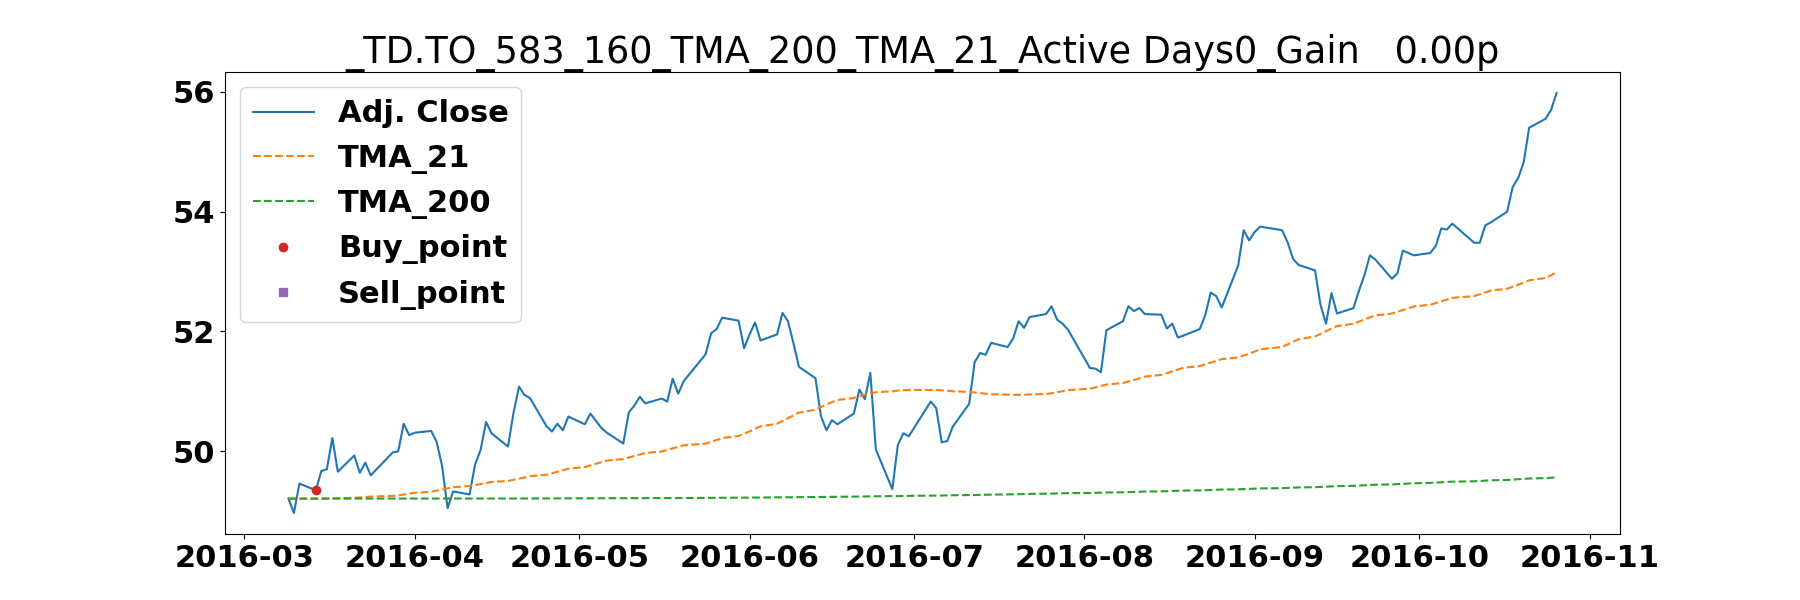 _TD.TO_583_160_TMA_200_TMA_21_Active Days0_Gain   0.00p
56
54
52
50
Adj. Close
TMA_21
TMA_200
Buy_point
Sell_point
2016-03 2016-04 2016-05 2016-06 2016-07 2016-08 2016-09 2016-10 2016-11